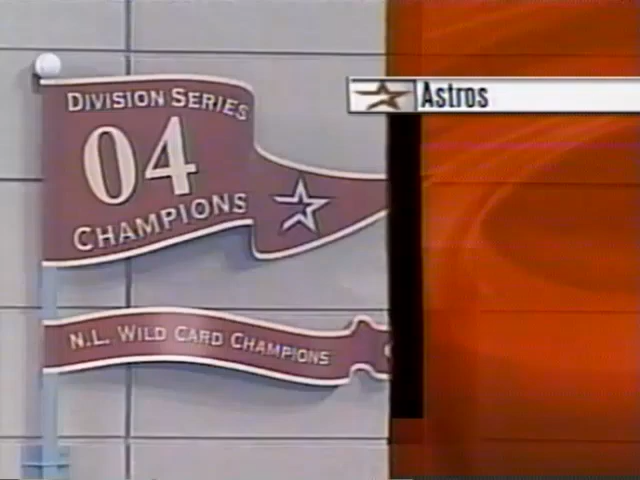 DIVISION SERIES
04
CHAMPIONS
Astros
N.L. WILD CARD CHAMPIONS